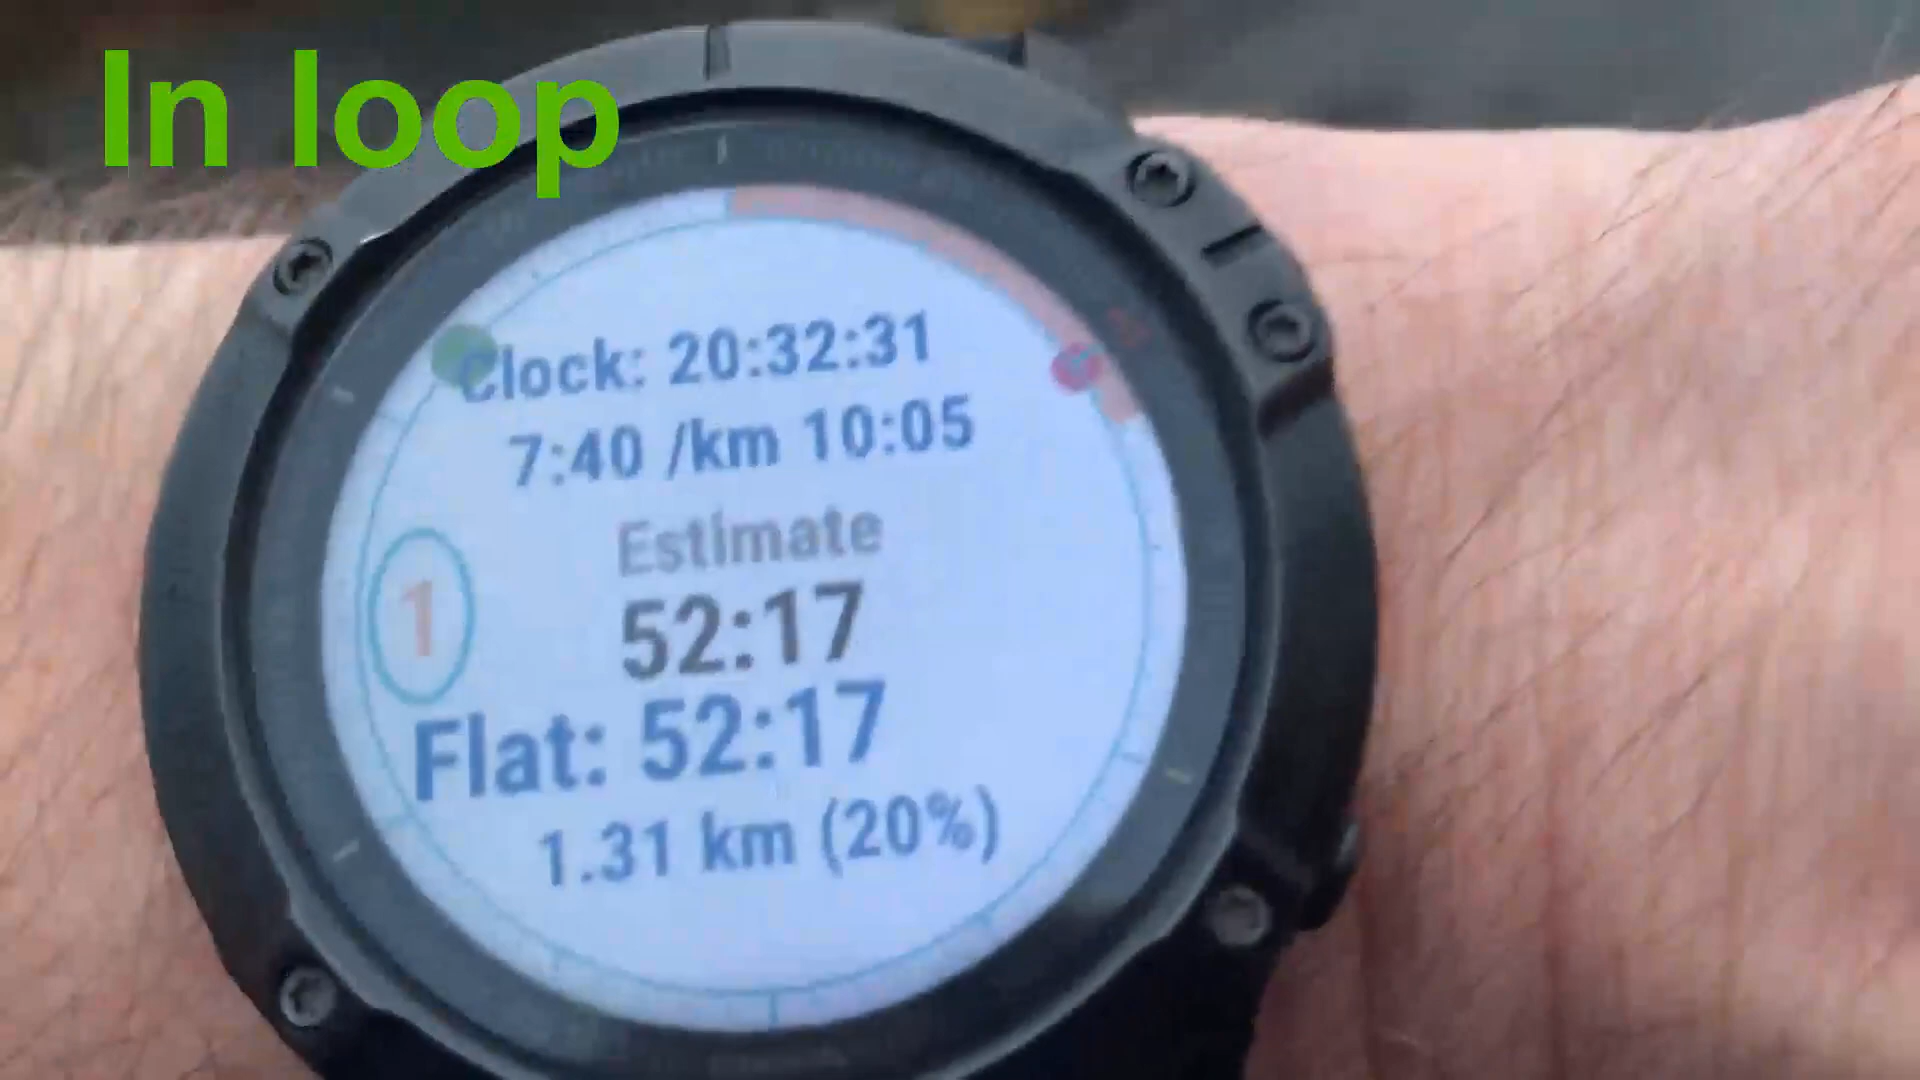 In loop
Clock: 20:32:31
7:40 /km 10:05
Estimate
1
52:17
Flat: 52:17
1.31 km (20%)